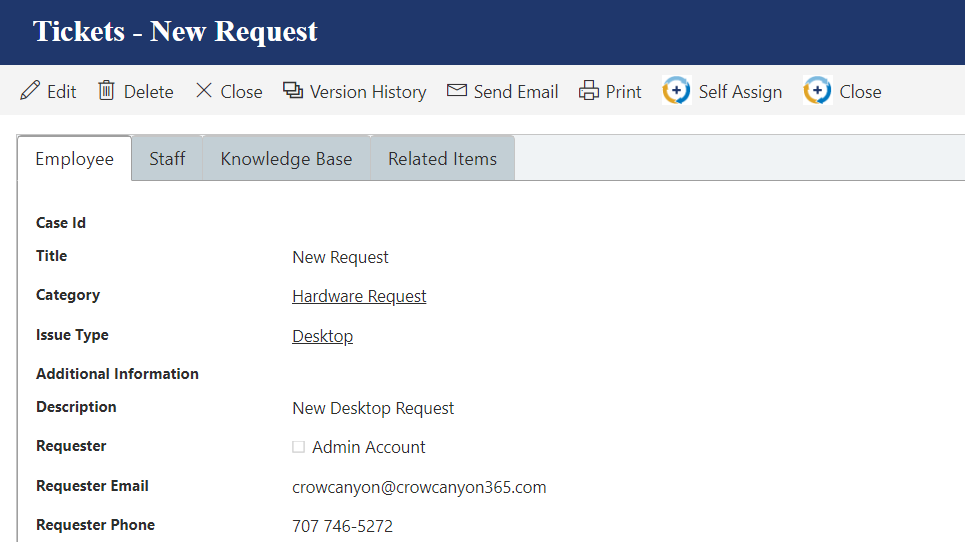 Tickets - New Request
Edit Delete Close Version History Send Email Print Self Assign Close
Employee Staff Knowledge Base Related Items
Case Id
Title New Request
Category Hardware Request
Issue Type Desktop
Additional Information
Description New Desktop Request
Requester Admin Account
Requester Email crowcanyon@crowcanyon365.com
Requester Phone 707 746-5272